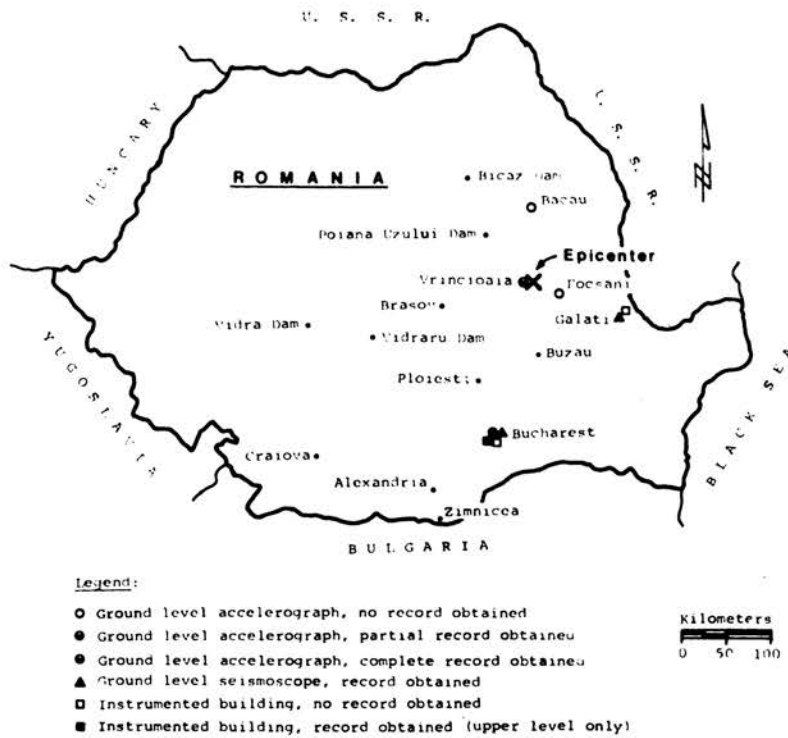 U. S. S. R.
HUNGARY
U. S. S. R.
ROMANIA
Bicaz Dam
Bacau
Poiana Uzului Dam
Epicenter
Vrincioaia
Focsani
Brasov
Galati
Vidra Dam
Vidraru Dam
Buzau
YUGOSLAVIA
Ploiesti
BLACK SEA
Bucharest
Craiova
Alexandria
Zimnicea
BULGARIA
Legend:
Ground level accelerograph, no record obtained
Ground level accelerograph, partial record obtained
Ground level accelerograph, complete record obtained
Ground level seismoscope, record obtained
Instrumented building, no record obtained
Instrumented building, record obtained (upper level only)
Kilometers
0 50 100